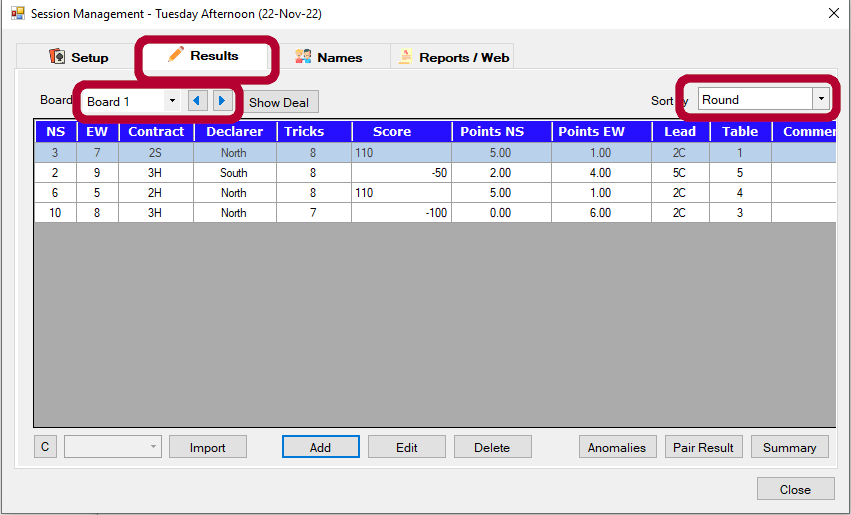 Session Management - Tuesday Afternoon (22-Nov-22)
Setup Results Names Reports / Web
Board Board 1 Show Deal Sort y Round
NS EW Contract Declarer Tricks Score Points NS Points EW Lead Table Commer
3 7 2S North 8 110 5.00 1.00 2C 1
2 9 3H South 8 -50 2.00 4.00 5C 5
6 5 2H North 8 110 5.00 1.00 2C 4
10 8 3H North 7 -100 0.00 6.00 2C 3
C Import Add Edit Delete Anomalies Pair Result Summary
Close